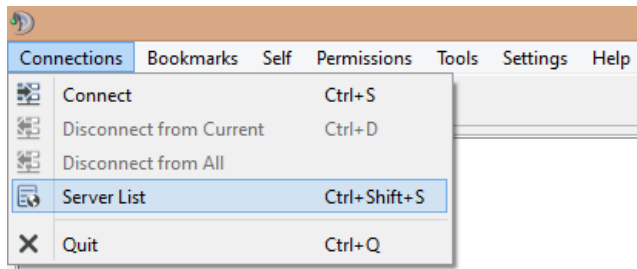 Connections Bookmarks Self Permissions Tools Settings Help
Connect Ctrl+S
Disconnect from Current Ctrl+D
Disconnect from All
Server List Ctrl+Shift+S
Quit Ctrl+Q